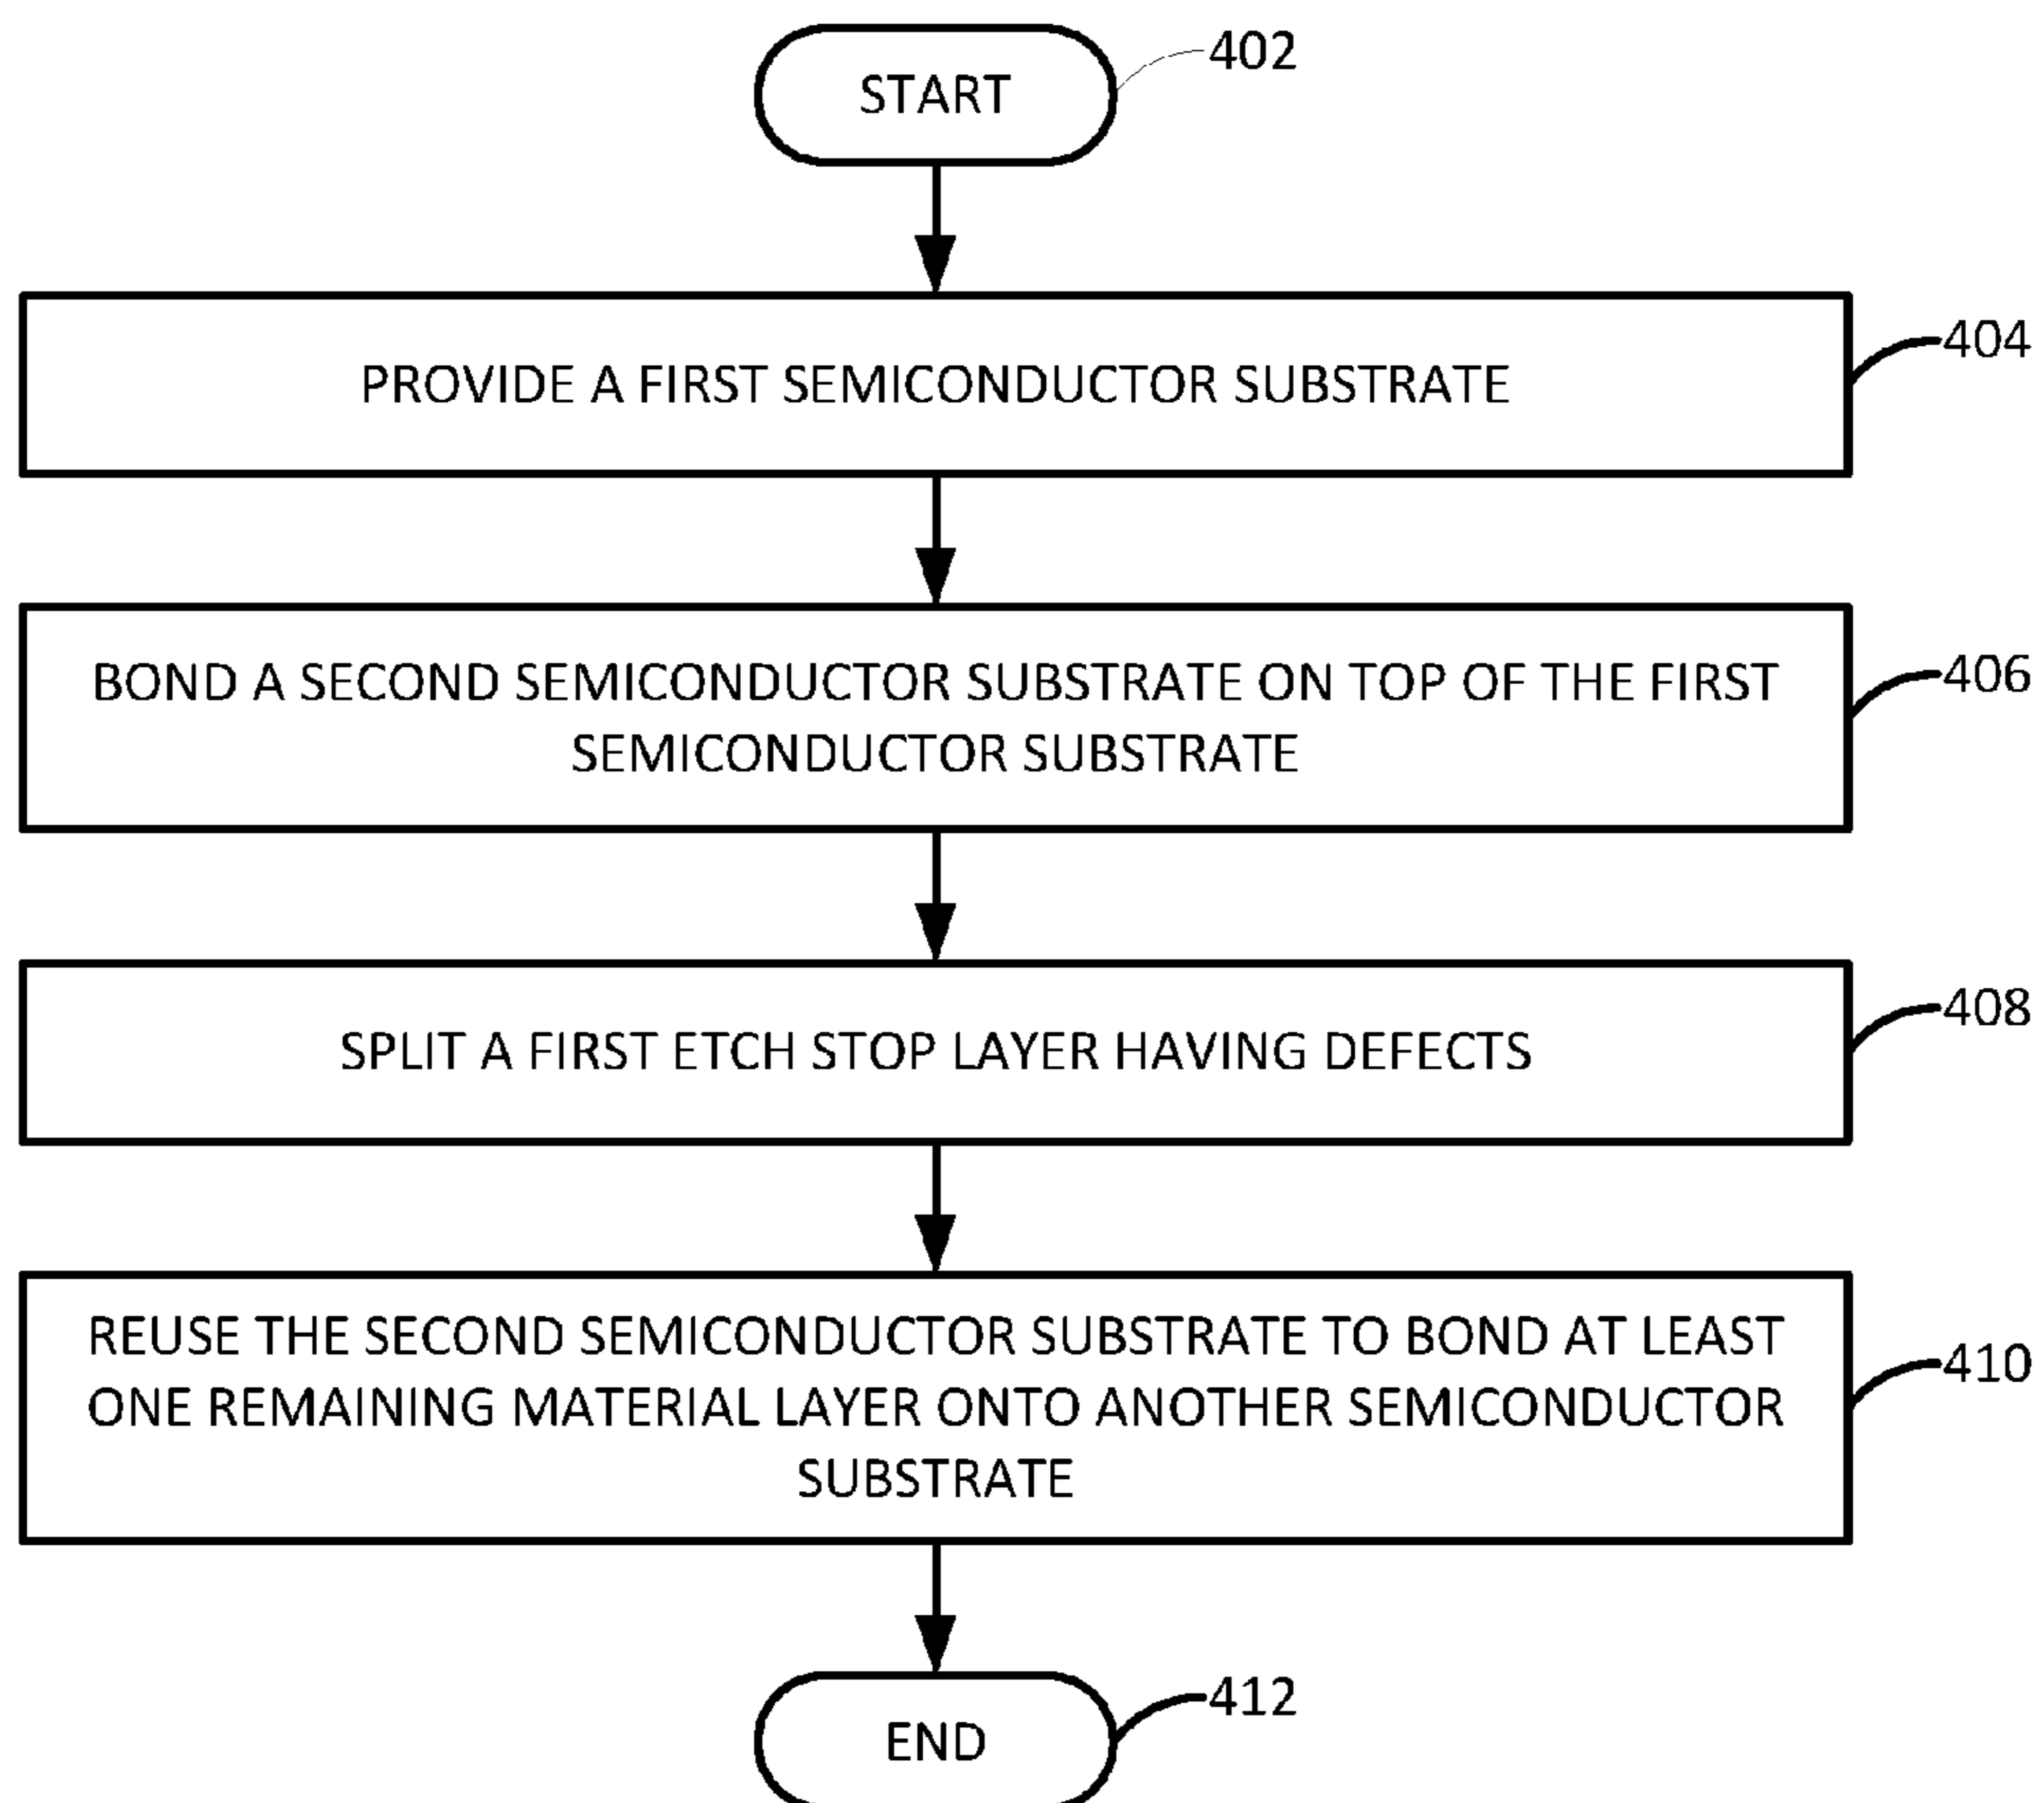 START
402
PROVIDE A FIRST SEMICONDUCTOR SUBSTRATE
404
BOND A SECOND SEMICONDUCTOR SUBSTRATE ON TOP OF THE FIRST
SEMICONDUCTOR SUBSTRATE
406
SPLIT A FIRST ETCH STOP LAYER HAVING DEFECTS
408
REUSE THE SECOND SEMICONDUCTOR SUBSTRATE TO BOND AT LEAST
ONE REMAINING MATERIAL LAYER ONTO ANOTHER SEMICONDUCTOR
SUBSTRATE
410
END
412